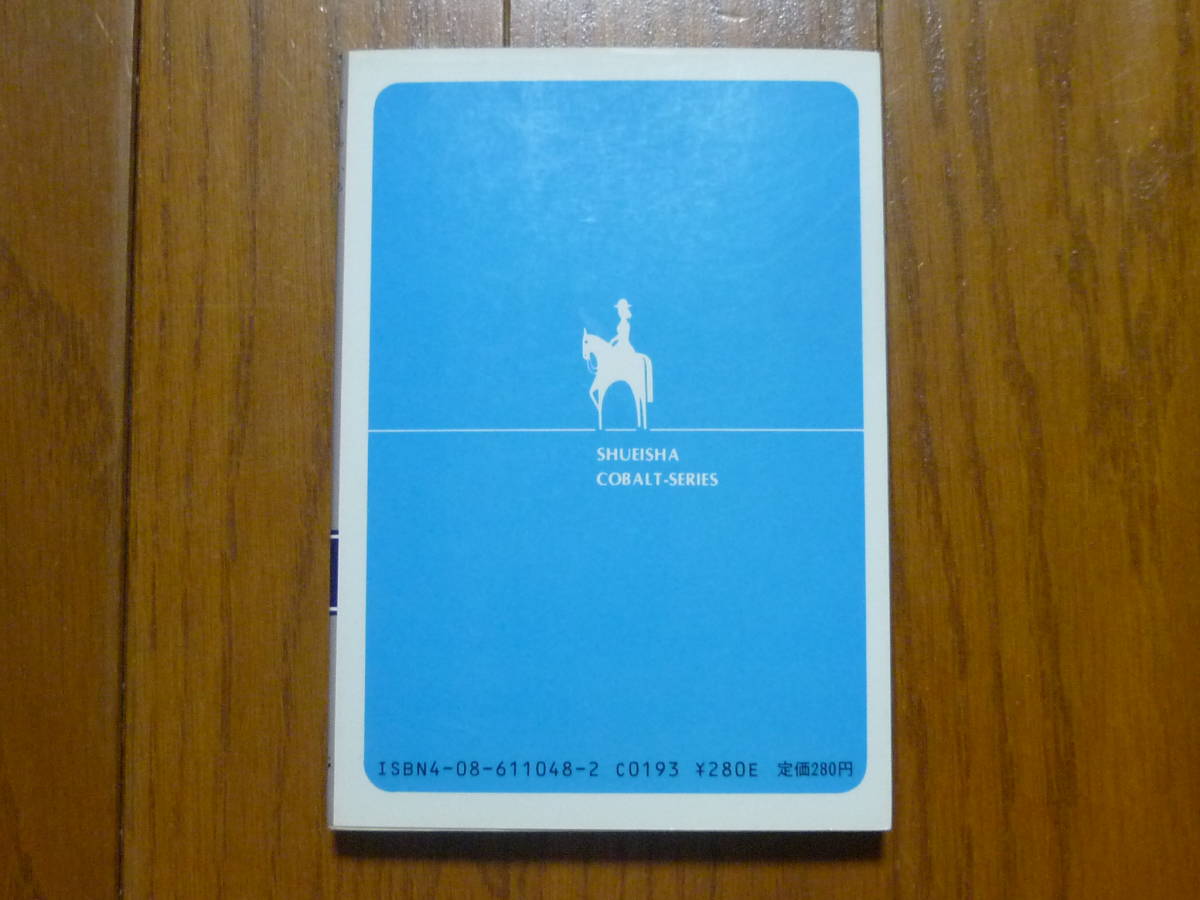 SHUEISHA
COBALT-SERIES
ISBN4-08-611048-2 C0193 ¥280E 定価280円